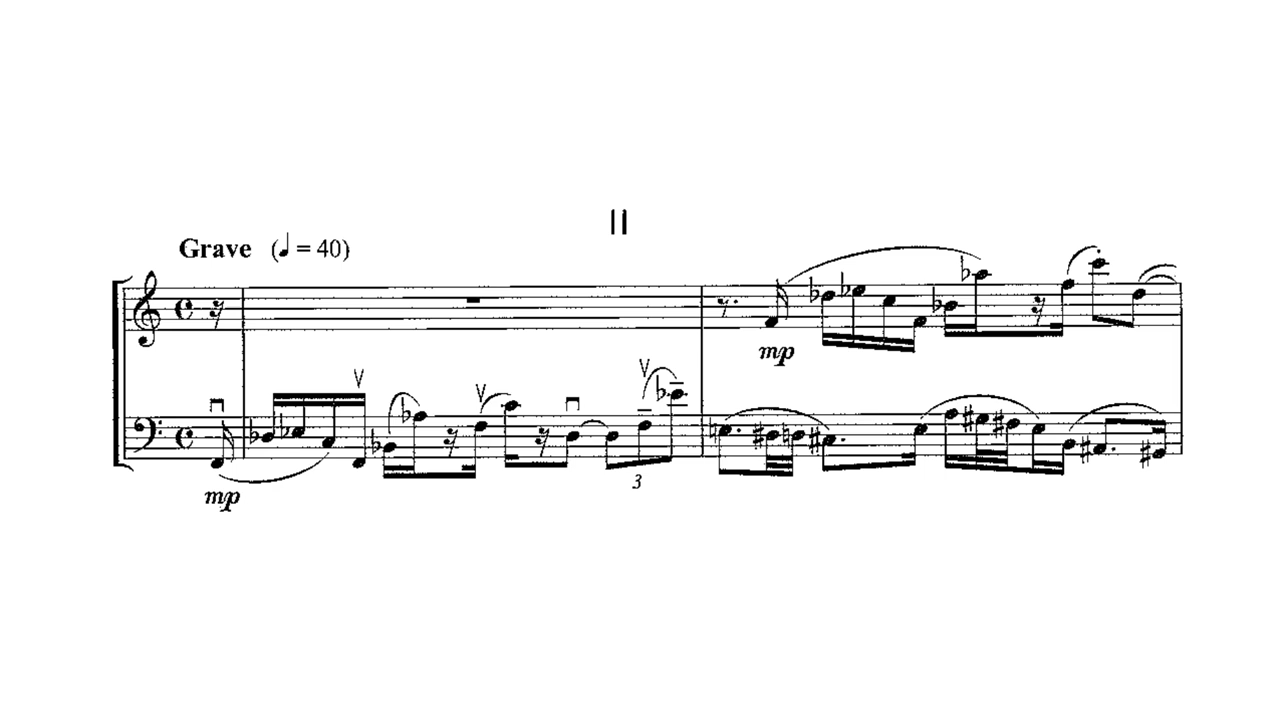 II
Grave (♩ = 40)
mp
mp
3